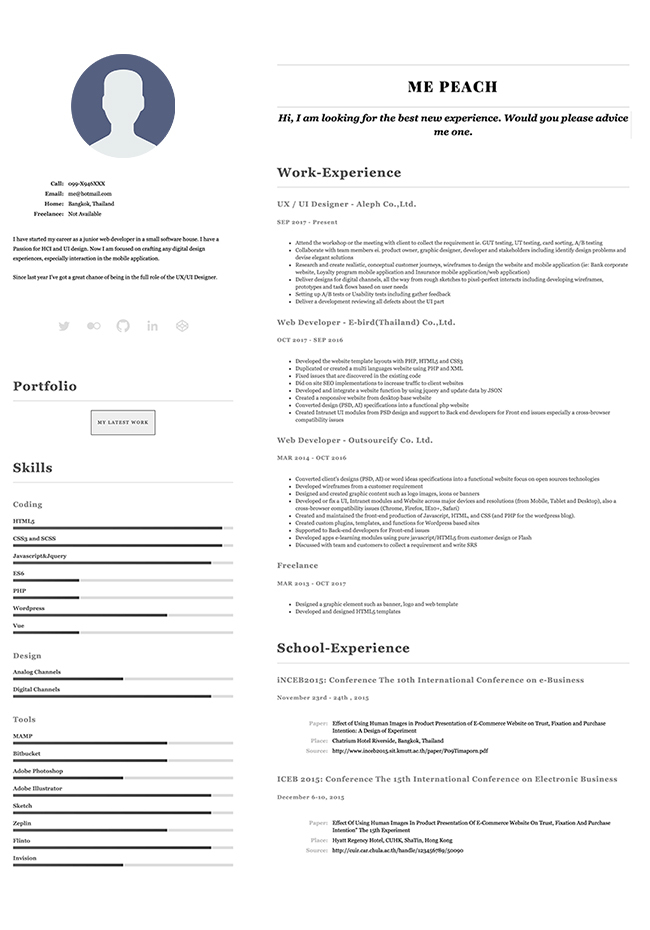 Call: 099-X946XXX
Email: me@hotmail.com
Home: Bangkok, Thailand
Freelance: Not Available
I have started my career as a junior web developer in a small software house. I have a
Passion for HCI and UI design. Now I am focused on crafting any digital design
experiences, especially interaction in the mobile application.
Since last year I've got a great chance of being in the full role of the UX/UI Designer.
Portfolio
MY LATEST WORK
Skills
Coding
HTML5
CSS3 and SCSS
Javascript&Jquery
ES6
PHP
Wordpress
Vue
Design
Analog Channels
Digital Channels
Tools
MAMP
Bitbucket
Adobe Photoshop
Adobe Illustrator
Sketch
Zeplin
Flinto
Invision
ME PEACH
Hi, I am looking for the best new experience. Would you please advice
me one.
Work-Experience
UX / UI Designer - Aleph Co.,Ltd.
SEP 2017 - Present
Attend the workshop or the meeting with client to collect the requirement ie. GUT testing, UT testing, card sorting, A/B testing
Collaborate with team members ei. product owner, graphic designer, developer and stakeholders including identify design problems and
devise elegant solutions
Research and create realistic, conceptual customer journeys, wireframes to design the website and mobile application (ie: Bank corporate
website, Loyalty program mobile application and Insurance mobile application/web application)
Deliver designs for digital channels, all the way from rough sketches to pixel-perfect interacts including developing wireframes,
prototypes and task flows based on user needs
Setting up A/B tests or Usability tests including gather feedback
Deliver a development reviewing all defects about the UI part
Web Developer - E-bird(Thailand) Co.,Ltd.
OCT 2017 - SEP 2016
Developed the website template layouts with PHP, HTML5 and CSS3
Duplicated or created a multi languages website using PHP and XML
Fixed issues that are discovered in the existing code
Did on site SEO implementations to increase traffic to client websites
Developed and integrate a website function by using jquery and update data by JSON
Created a responsive website from desktop base website
Converted design (PSD, AI) specifications into a functional php website
Created Intranet UI modules from PSD design and support to Back end developers for Front end issues especially a cross-browser
compatibility issues
Web Developer - Outsourcify Co. Ltd.
MAR 2014 - OCT 2016
Converted client's designs (PSD, AI) or word ideas specifications into a functional website focus on open sources technologies
Developed wireframes from a customer requirement
Designed and created graphic content such as logo images, icons or banners
Developed or fix a UI, Intranet modules and Website across major devices and resolutions (from Mobile, Tablet and Desktop), also a
cross-browser compatibility issues (Chrome, Firefox, IE10+, Safari)
Created and maintained the front-end production of Javascript, HTML, and CSS (and PHP for the wordpress blog).
Created custom plugins, templates, and functions for Wordpress based sites
Supported to Back-end developers for Front-end issues
Developed apps e-learning modules using pure javascript/HTML5 from customer design or Flash
Discussed with team and customers to collect a requirement and write SRS
Freelance
MAR 2013 - OCT 2017
Designed a graphic element such as banner, logo and web template
Developed and designed HTML5 templates
School-Experience
iNCEB2015: Conference The 10th International Conference on e-Business
November 23rd - 24th , 2015
Paper: Effect of Using Human Images in Product Presentation of E-Commerce Website on Trust, Fixation and Purchase
Intention: A Design of Experiment
Place: Chatrium Hotel Riverside, Bangkok, Thailand
Source: http://www.inceb2015.sit.kmutt.ac.th/paper/P09Timaporn.pdf
ICEB 2015: Conference The 15th International Conference on Electronic Business
December 6-10, 2015
Paper: Effect Of Using Human Images In Product Presentation Of E-Commerce Website On Trust, Fixation And Purchase
Intention" The 15th Experiment
Place: Hyatt Regency Hotel, CUHK, ShaTin, Hong Kong
Source: http://cuir.car.chula.ac.th/handle/123456789/50090